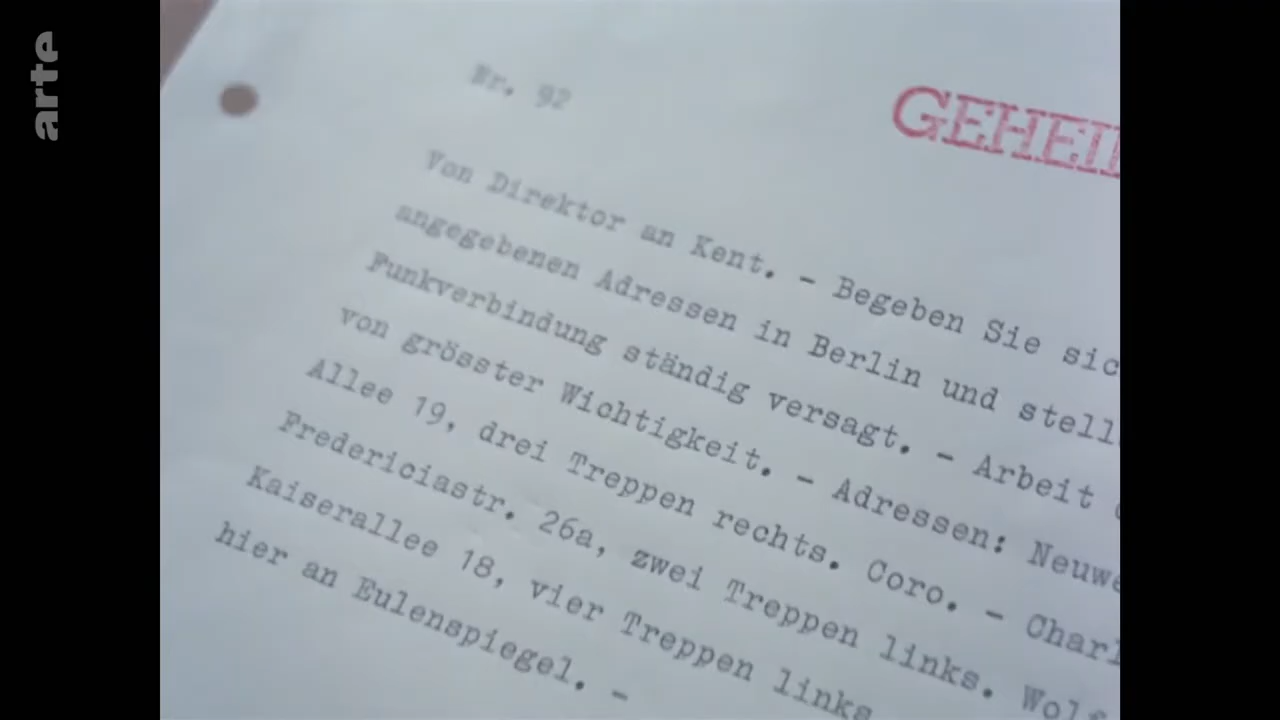 arte
Nr. 92
GEHEI
Von Direktor an Kent. - Begeben Sie sic
angegebenen Adressen in Berlin und stell
Funkverbindung ständig versagt. - Arbeit
von grösster Wichtigkeit. - Adressen: Neuwe
Allee 19, drei Treppen rechts. Coro. - Charl
Fredericiastr. 26a, zwei Treppen links. Wolf
Kaiserallee 18, vier Treppen links
hier an Eulenspiegel. -